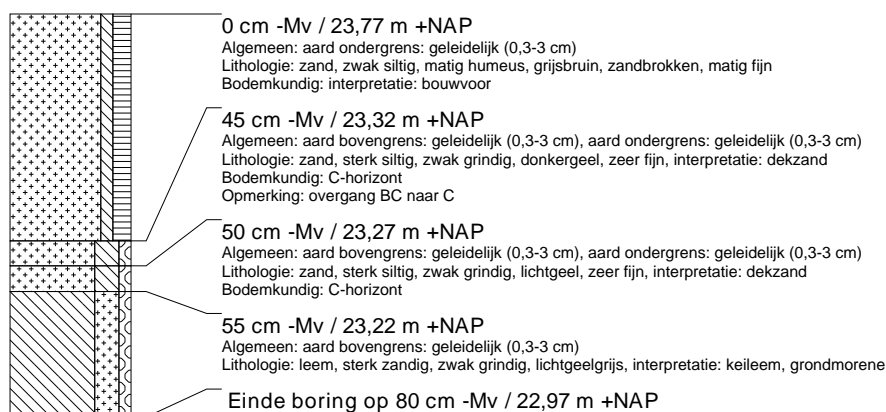 0 cm -Mv / 23,77 m +NAP
Algemeen: aard ondergrens: geleidelijk (0,3-3 cm)
Lithologie: zand, zwak siltig, matig humeus, grijsbruin, zandbrokken, matig fijn
Bodemkundig: interpretatie: bouwvoor
45 cm -Mv / 23,32 m +NAP
Algemeen: aard bovengrens: geleidelijk (0,3-3 cm), aard ondergrens: geleidelijk (0,3-3 cm)
Lithologie: zand, sterk siltig, zwak grindig, donkergeel, zeer fijn, interpretatie: dekzand
Bodemkundig: C-horizont
Opmerking: overgang BC naar C
50 cm -Mv / 23,27 m +NAP
Algemeen: aard bovengrens: geleidelijk (0,3-3 cm), aard ondergrens: geleidelijk (0,3-3 cm)
Lithologie: zand, sterk siltig, zwak grindig, lichtgeel, zeer fijn, interpretatie: dekzand
Bodemkundig: C-horizont
55 cm -Mv / 23,22 m +NAP
Algemeen: aard bovengrens: geleidelijk (0,3-3 cm)
Lithologie: leem, sterk zandig, zwak grindig, lichtgeelgrijs, interpretatie: keileem, grondmorene
Einde boring op 80 cm -Mv / 22,97 m +NAP